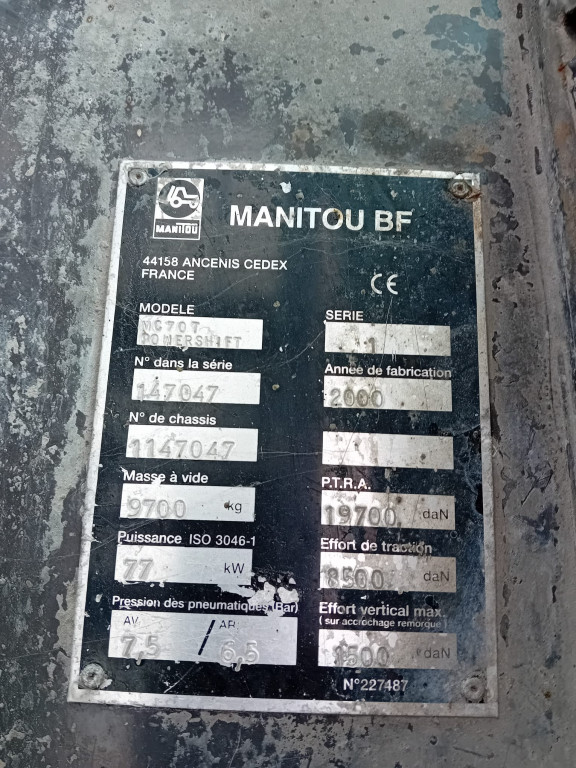 MANITOU
MANITOU BF
44158 ANCENIS CEDEX
FRANCE
CE
MODELE
MC70T
POWERSHIFT
SERIE
1
N° dans la série
147047
Année de fabrication
2000
N° de chassis
1147047
Masse à vide
9700 kg
P.T.R.A.
19700 daN
Puissance ISO 3046-1
77 kW
Effort de traction
8500 daN
Pression des pneumatiques (Bar)
AV / AR
7,5 6,5
Effort vertical max.
( sur accrochage remorque )
1500 daN
N°227487